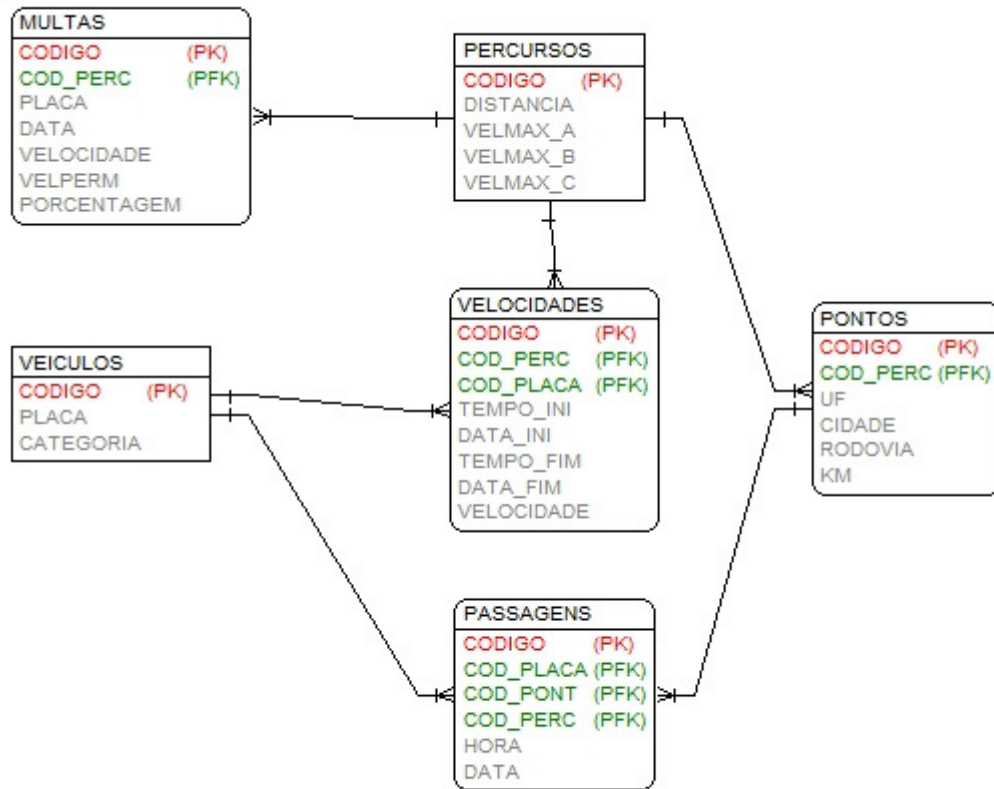 MULTAS
CODIGO (PK)
COD_PERC (PFK)
PLACA
DATA
VELOCIDADE
VELPERM
PORCENTAGEM
PERCURSOS
CODIGO (PK)
DISTANCIA
VELMAX_A
VELMAX_B
VELMAX_C
VEICULOS
CODIGO (PK)
PLACA
CATEGORIA
VELOCIDADES
CODIGO (PK)
COD_PERC (PFK)
COD_PLACA (PFK)
TEMPO_INI
DATA_INI
TEMPO_FIM
DATA_FIM
VELOCIDADE
PONTOS
CODIGO (PK)
COD_PERC (PFK)
UF
CIDADE
RODOVIA
KM
PASSAGENS
CODIGO (PK)
COD_PLACA (PFK)
COD_PONT (PFK)
COD_PERC (PFK)
HORA
DATA